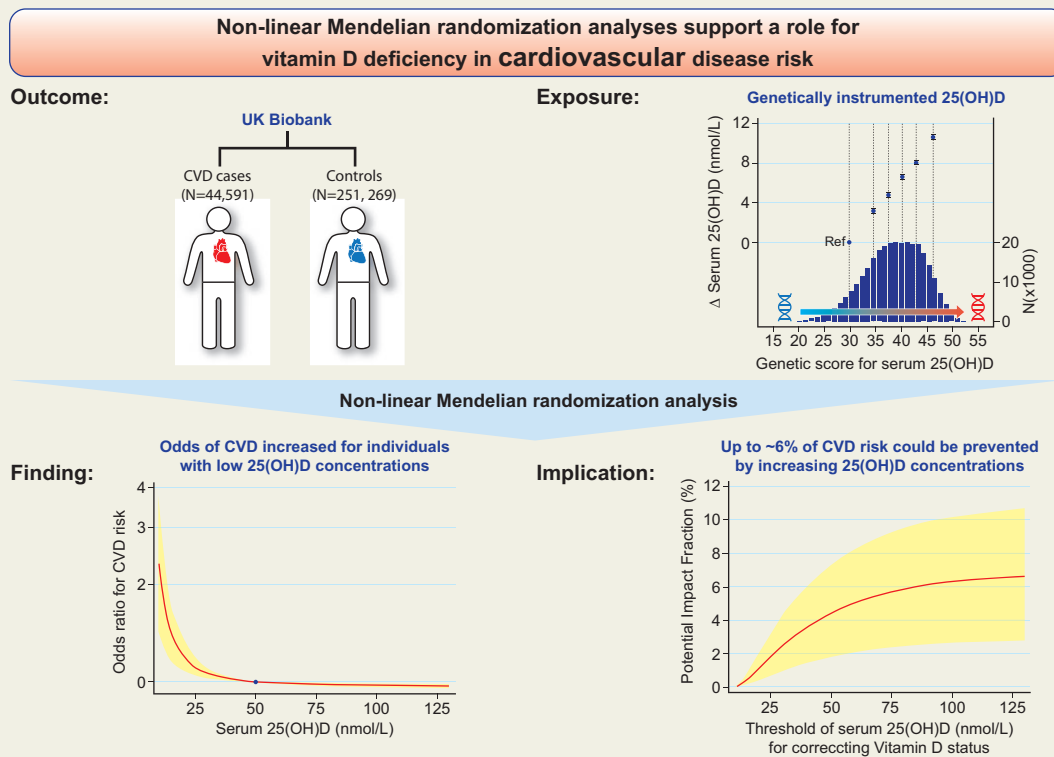 Non-linear Mendelian randomization analyses support a role for
vitamin D deficiency in cardiovascular disease risk
Outcome:
UK Biobank
CVD cases
(N=44,591)
Controls
(N=251, 269)
Exposure:
Genetically instrumented 25(OH)D
Δ Serum 25(OH)D (nmol/L)
12
8
4
0
Ref
20
10
0
N(x1000)
15 20 25 30 35 40 45 50 55
Genetic score for serum 25(OH)D
Non-linear Mendelian randomization analysis
Finding:
Odds of CVD increased for individuals
with low 25(OH)D concentrations
Odds ratio for CVD risk
4
3
2
0
25 50 75 100 125
Serum 25(OH)D (nmol/L)
Implication:
Up to ~6% of CVD risk could be prevented
by increasing 25(OH)D concentrations
Potential Impact Fraction (%)
12
10
8
6
4
2
0
25 50 75 100 125
Threshold of serum 25(OH)D (nmol/L)
for correccting Vitamin D status